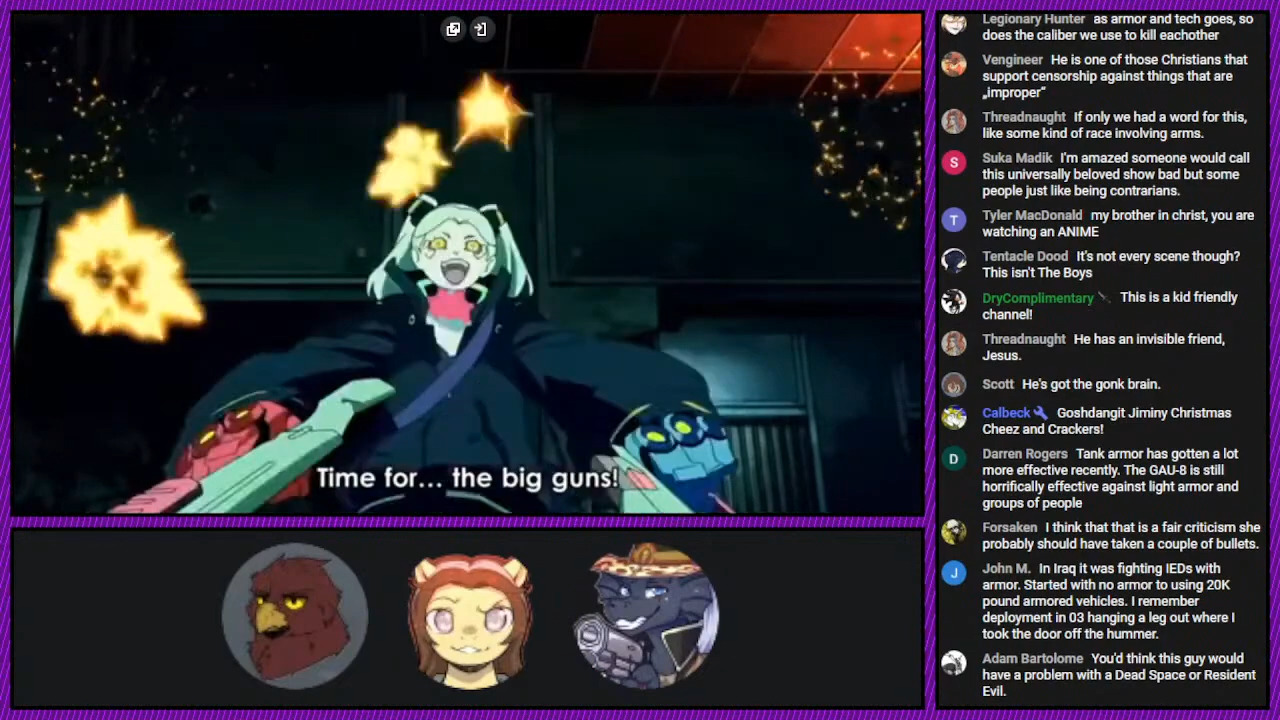 Time for... the big guns!
Legionary Hunter as armor and tech goes, so
does the caliber we use to kill eachother
Vengineer He is one of those Christians that
support censorship against things that are
„improper“
Threadnaught If only we had a word for this,
like some kind of race involving arms.
S
Suka Madik I'm amazed someone would call
this universally beloved show bad but some
people just like being contrarians.
T
Tyler MacDonald my brother in christ, you are
watching an ANIME
Tentacle Dood It's not every scene though?
This isn't The Boys
DryComplimentary This is a kid friendly
channel!
Threadnaught He has an invisible friend,
Jesus.
Scott He's got the gonk brain.
Calbeck Goshdangit Jiminy Christmas
Cheez and Crackers!
D
Darren Rogers Tank armor has gotten a lot
more effective recently. The GAU-8 is still
horrifically effective against light armor and
groups of people
Forsaken I think that that is a fair criticism she
probably should have taken a couple of bullets.
J
John M. In Iraq it was fighting IEDs with
armor. Started with no armor to using 20K
pound armored vehicles. I remember
deployment in 03 hanging a leg out where I
took the door off the hummer.
Adam Bartolome You'd think this guy would
have a problem with a Dead Space or Resident
Evil.